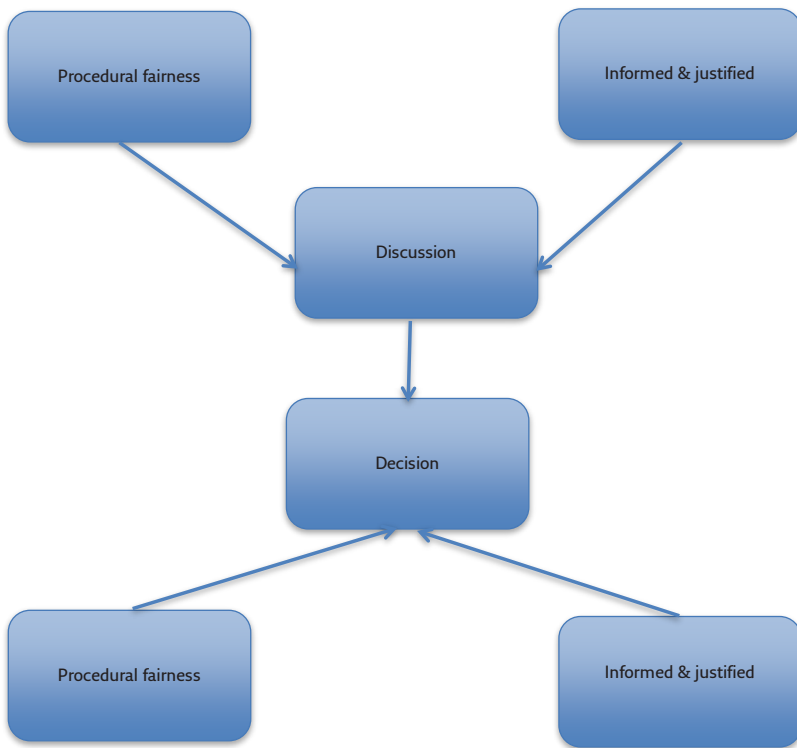 Procedural fairness
Informed & justified
Discussion
Decision
Procedural fairness
Informed & justified